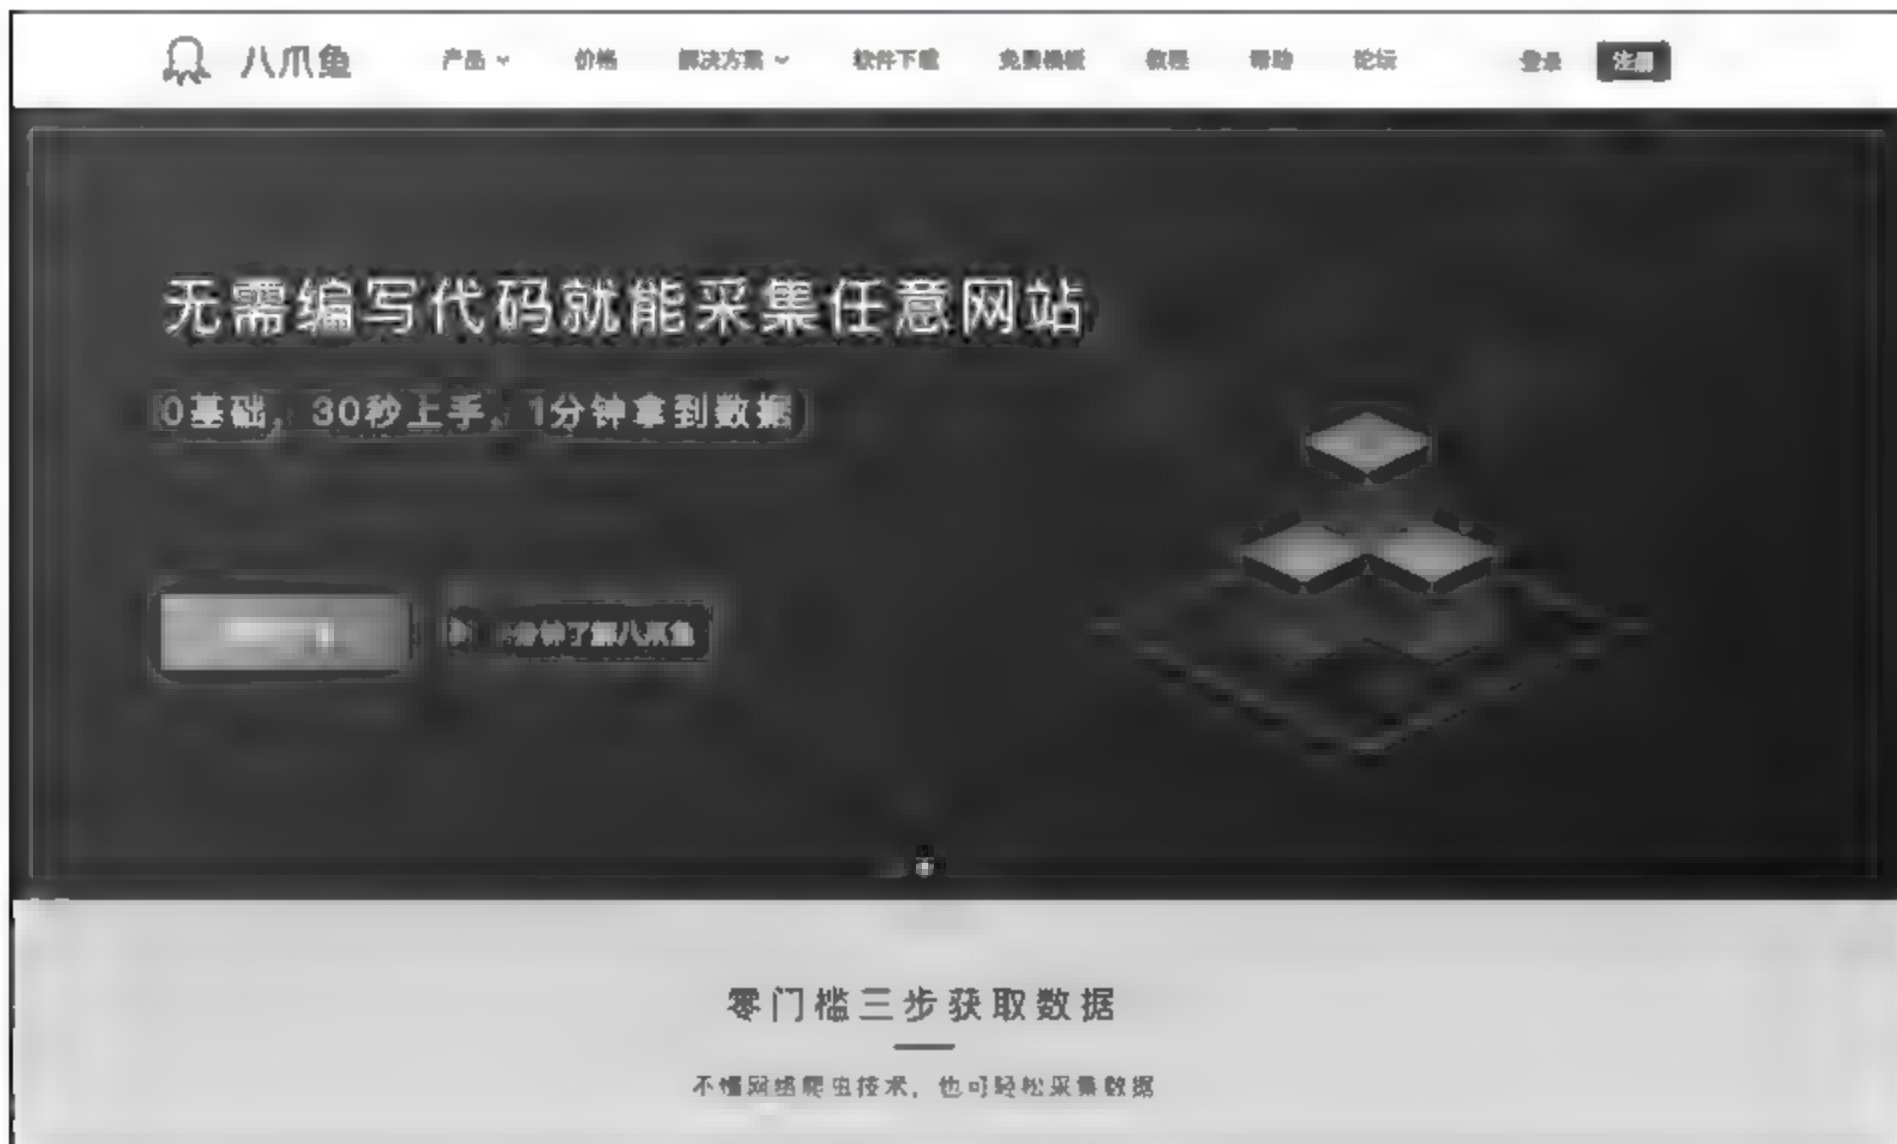 八爪鱼 产品 价格 解决方案 软件下载 免费模板 教程 帮助 论坛 登录 注册
无需编写代码就能采集任意网站
0基础，30秒上手，1分钟拿到数据
分钟了解八爪鱼
零门槛三步获取数据
不懂网络爬虫技术，也可轻松采集数据